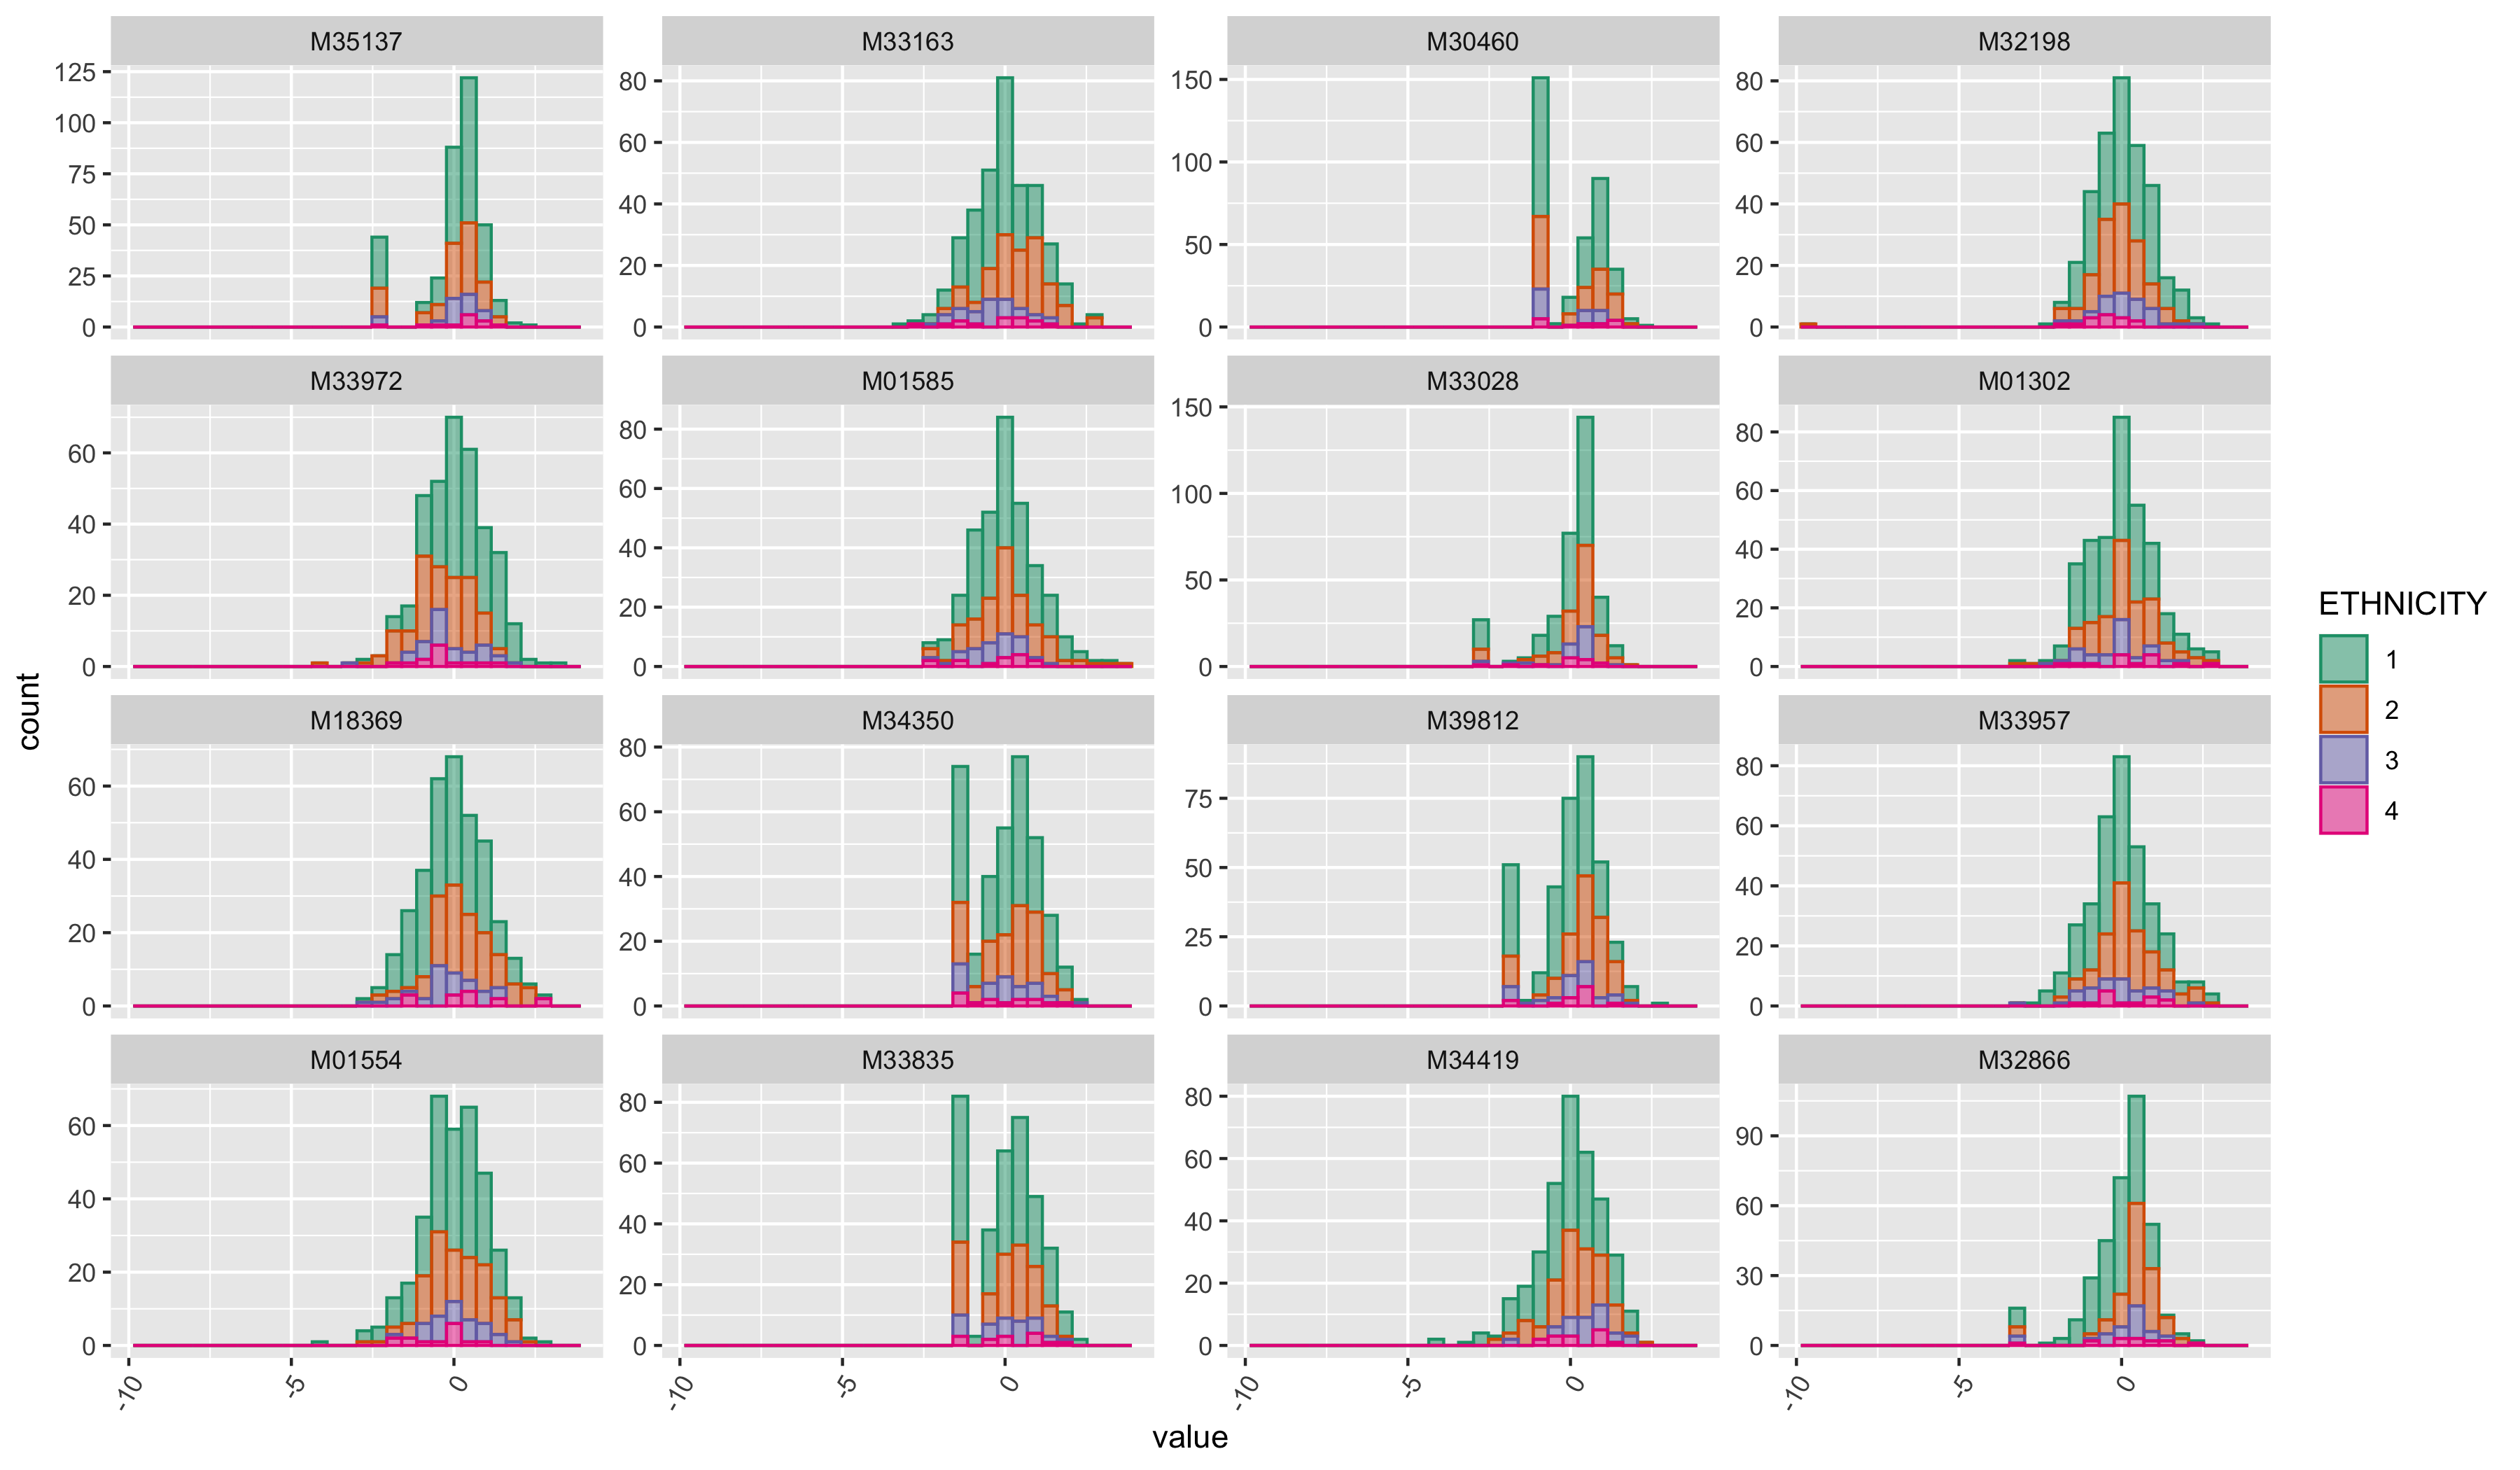 M35137 M33163 M30460 M32198
125 100 75 50 25 0
80 60 40 20 0
150 100 50 0
80 60 40 20 0
M33972 M01585 M33028 M01302
60 40 20 0
80 60 40 20 0
150 100 50 0
80 60 40 20 0
M18369 M34350 M39812 M33957
60 40 20 0
80 60 40 20 0
75 50 25 0
80 60 40 20 0
M01554 M33835 M34419 M32866
60 40 20 0
80 60 40 20 0
80 60 40 20 0
90 60 30 0
-10 -5 0 -10 -5 0 -10 -5 0 -10 -5 0
value
count
ETHNICITY
1
2
3
4